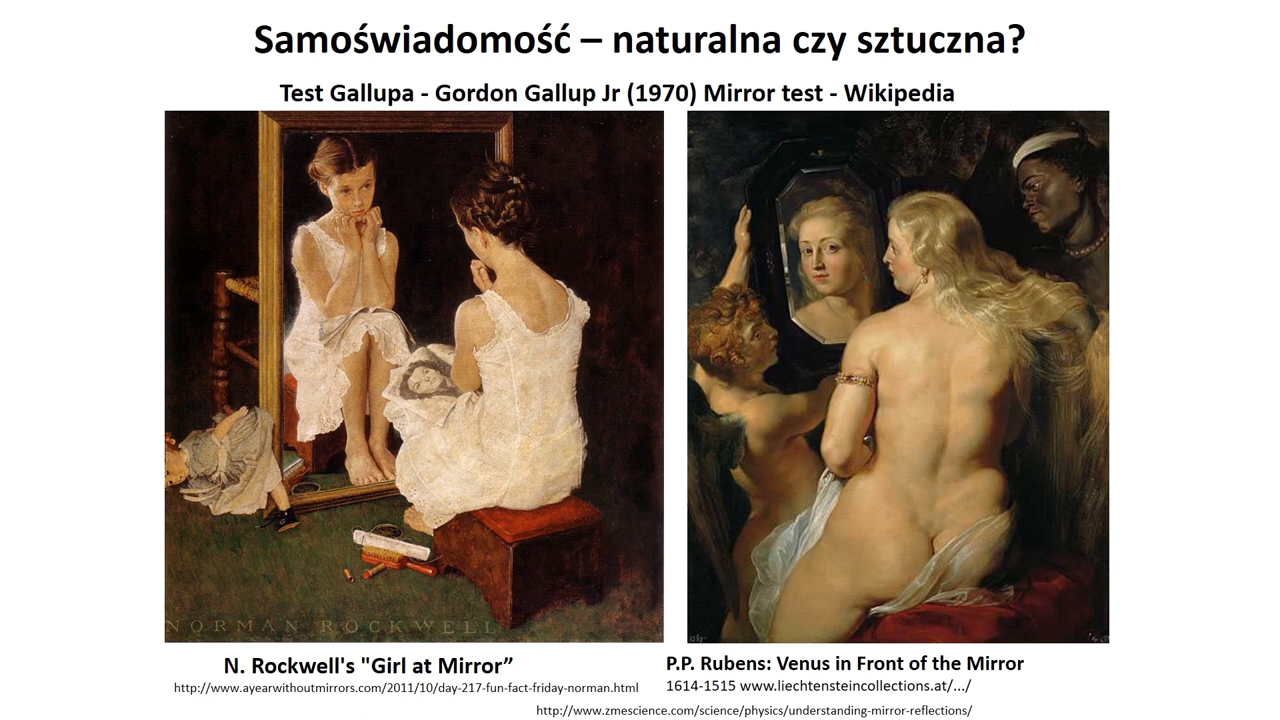 Samoświadomość – naturalna czy sztuczna?
Test Gallupa - Gordon Gallup Jr (1970) Mirror test - Wikipedia
NORMAN ROCKWELL
N. Rockwell's "Girl at Mirror”
http://www.ayearwithoutmirrors.com/2011/10/day-217-fun-fact-friday-norman.html
P.P. Rubens: Venus in Front of the Mirror
1614-1515 www.liechtensteincollections.at/.../
http://www.zmescience.com/science/physics/understanding-mirror-reflections/